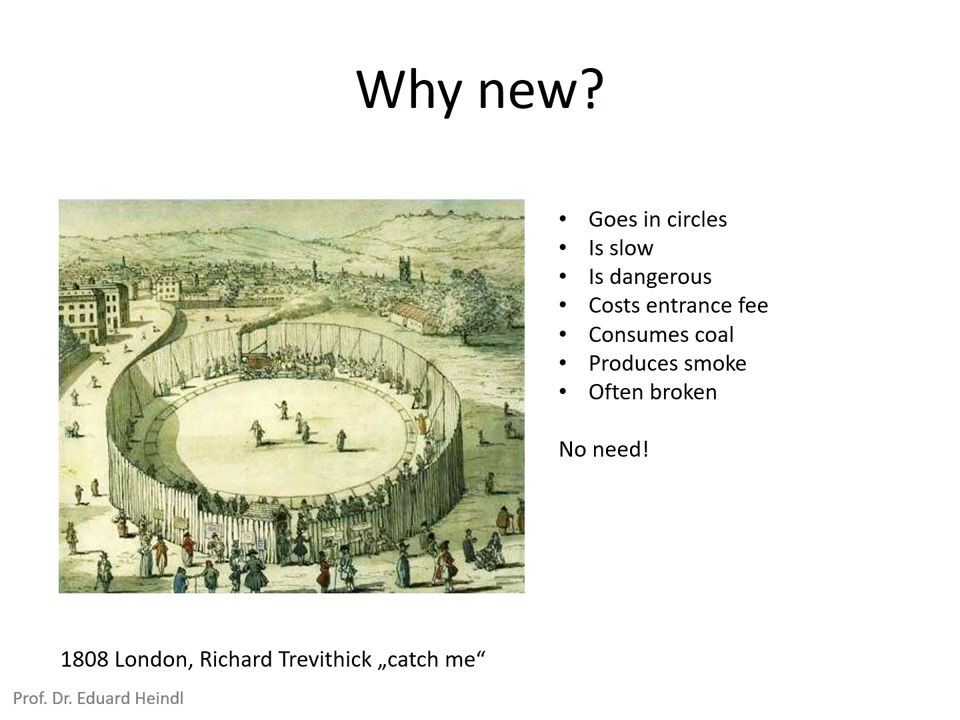 Why new?
• Goes in circles
• Is slow
• Is dangerous
• Costs entrance fee
• Consumes coal
• Produces smoke
• Often broken
No need!
1808 London, Richard Trevithick „catch me“
Prof. Dr. Eduard Heindl